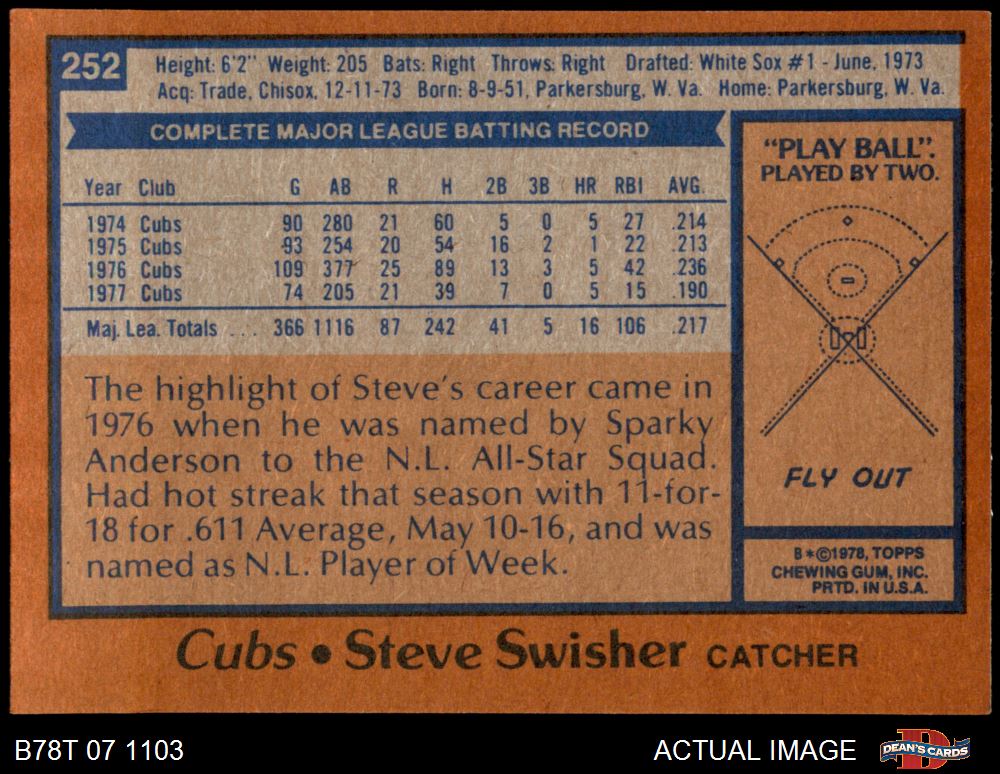 252
Height: 6'2" Weight: 205 Bats: Right Throws: Right Drafted: White Sox #1 - June, 1973
Acq: Trade, Chisox, 12-11-73 Born: 8-9-51, Parkersburg, W. Va. Home: Parkersburg, W. Va.
COMPLETE MAJOR LEAGUE BATTING RECORD
Year Club G AB R H 2B 3B HR RBI AVG.
1974 Cubs 90 280 21 60 5 0 5 27 .214
1975 Cubs 93 254 20 54 16 2 1 22 .213
1976 Cubs 109 377 25 89 13 3 5 42 .236
1977 Cubs 74 205 21 39 7 0 5 15 .190
Maj. Lea. Totals ... 366 1116 87 242 41 5 16 106 .217
The highlight of Steve's career came in
1976 when he was named by Sparky
Anderson to the N.L. All-Star Squad.
Had hot streak that season with 11-for-
18 for .611 Average, May 10-16, and was
named as N.L. Player of Week.
"PLAY BALL".
PLAYED BY TWO.
FLY OUT
B*©1978, TOPPS
CHEWING GUM, INC.
PRTD. IN U.S.A.
Cubs • Steve Swisher CATCHER
B78T 07 1103
ACTUAL IMAGE
DEAN'S CARDS